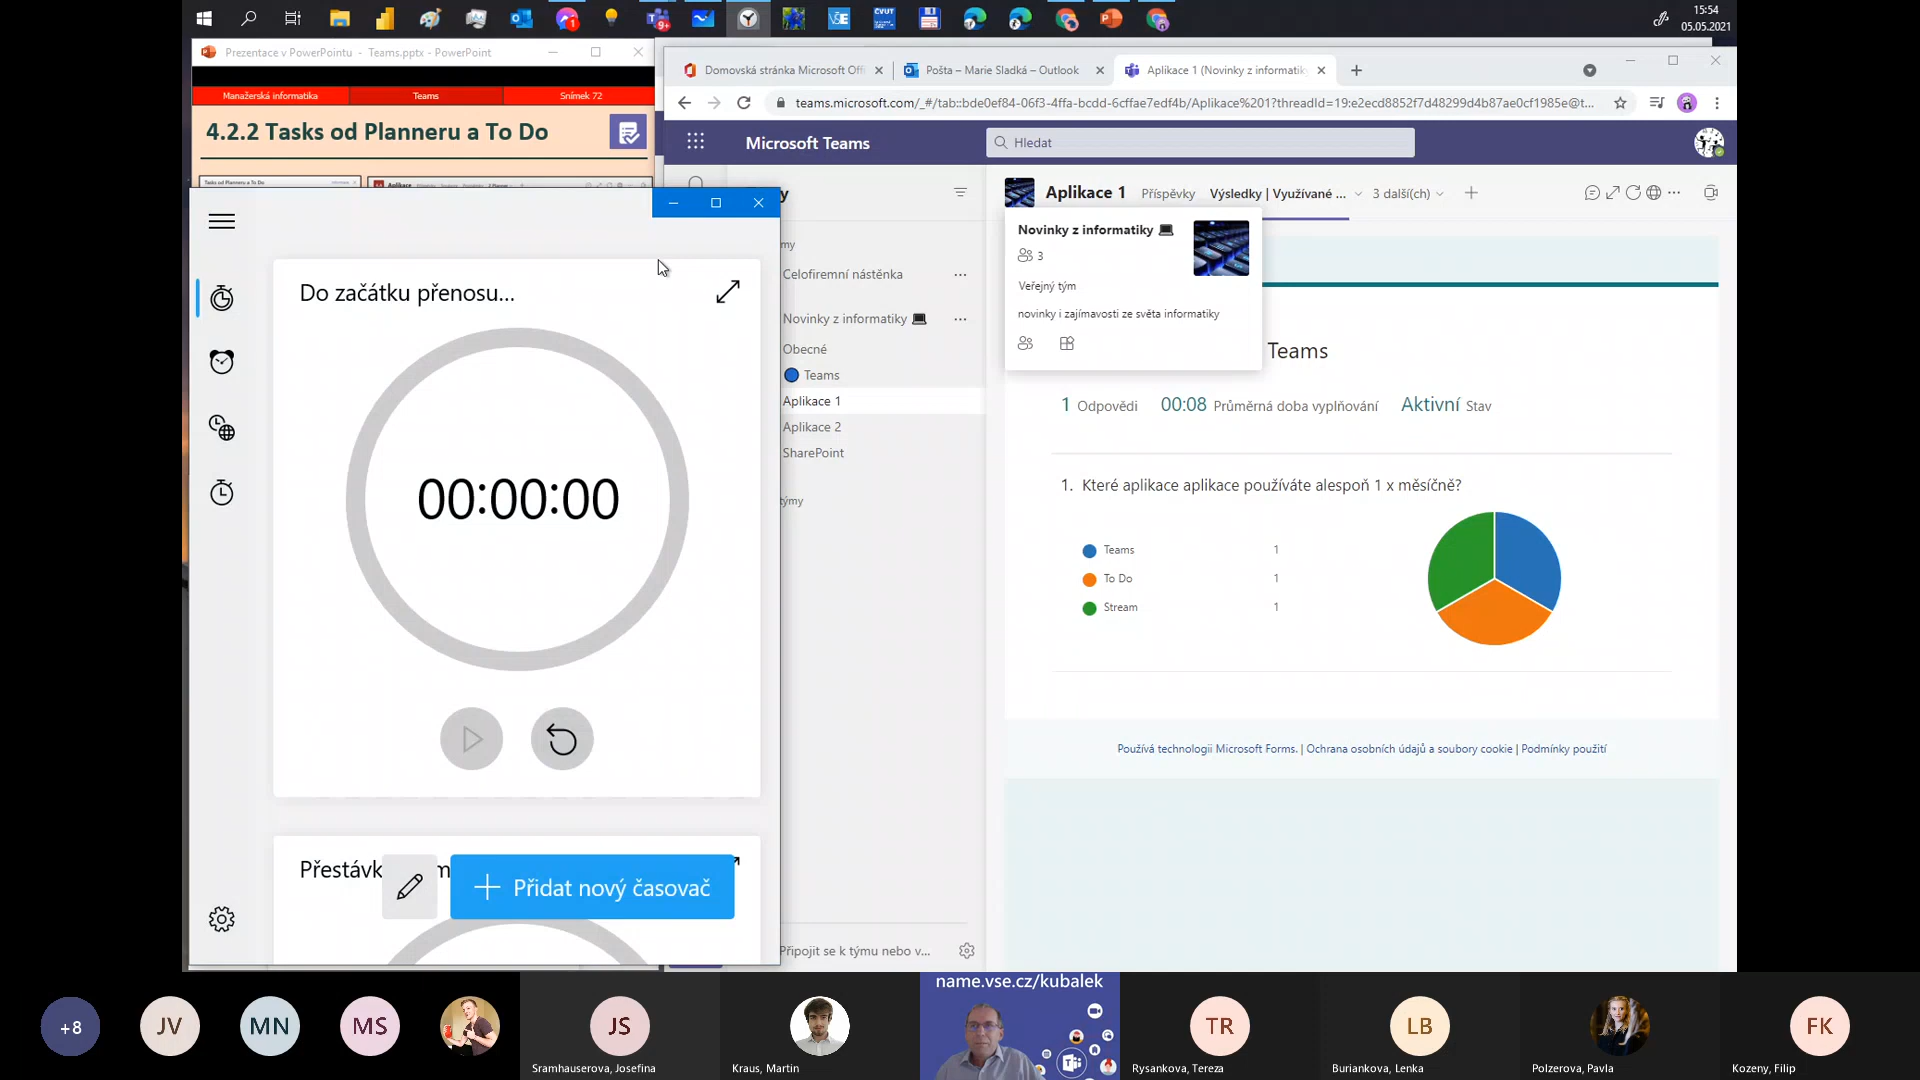 15:54
05.05.2021
9+
Prezentace v PowerPointu - Teams.pptx - PowerPoint
Manažerská informatika
Teams
Snímek 72
4.2.2 Tasks od Planneru a To Do
Domovská stránka Microsoft Offi
Pošta – Marie Sladká – Outlook
Aplikace 1 (Novinky z informatik
teams.microsoft.com/_#/tab::bde0ef84-06f3-4ffa-bcdd-6cffae7edf4b/Aplikace%201?threadId=19:e2ecd8852f7d48299d4b87ae0cf1985e@t...
Microsoft Teams
Hledat
Aplikace 1
Příspěvky
Výsledky | Využívané ...
3 další(ch)
Novinky z informatiky
3
Veřejný tým
novinky i zajímavosti ze světa informatiky
y
my
Celofiremní nástěnka
Novinky z informatiky
Obecné
Teams
Aplikace 1
Aplikace 2
SharePoint
týmy
Připojit se k týmu nebo v...
Teams
1 Odpovědi
00:08 Průměrná doba vyplňování
Aktivní Stav
1. Které aplikace aplikace používáte alespoň 1 x měsíčně?
Teams 1
To Do 1
Stream 1
Používá technologii Microsoft Forms. | Ochrana osobních údajů a soubory cookie | Podmínky použití
Do začátku přenosu...
00:00:00
Přidat nový časovač
name.vse.cz/kubalek
+8
JV
MN
MS
JS
TR
LB
FK
Sramhauserova, Josefina
Kraus, Martin
Rysankova, Tereza
Buriankova, Lenka
Polzerova, Pavla
Kozeny, Filip